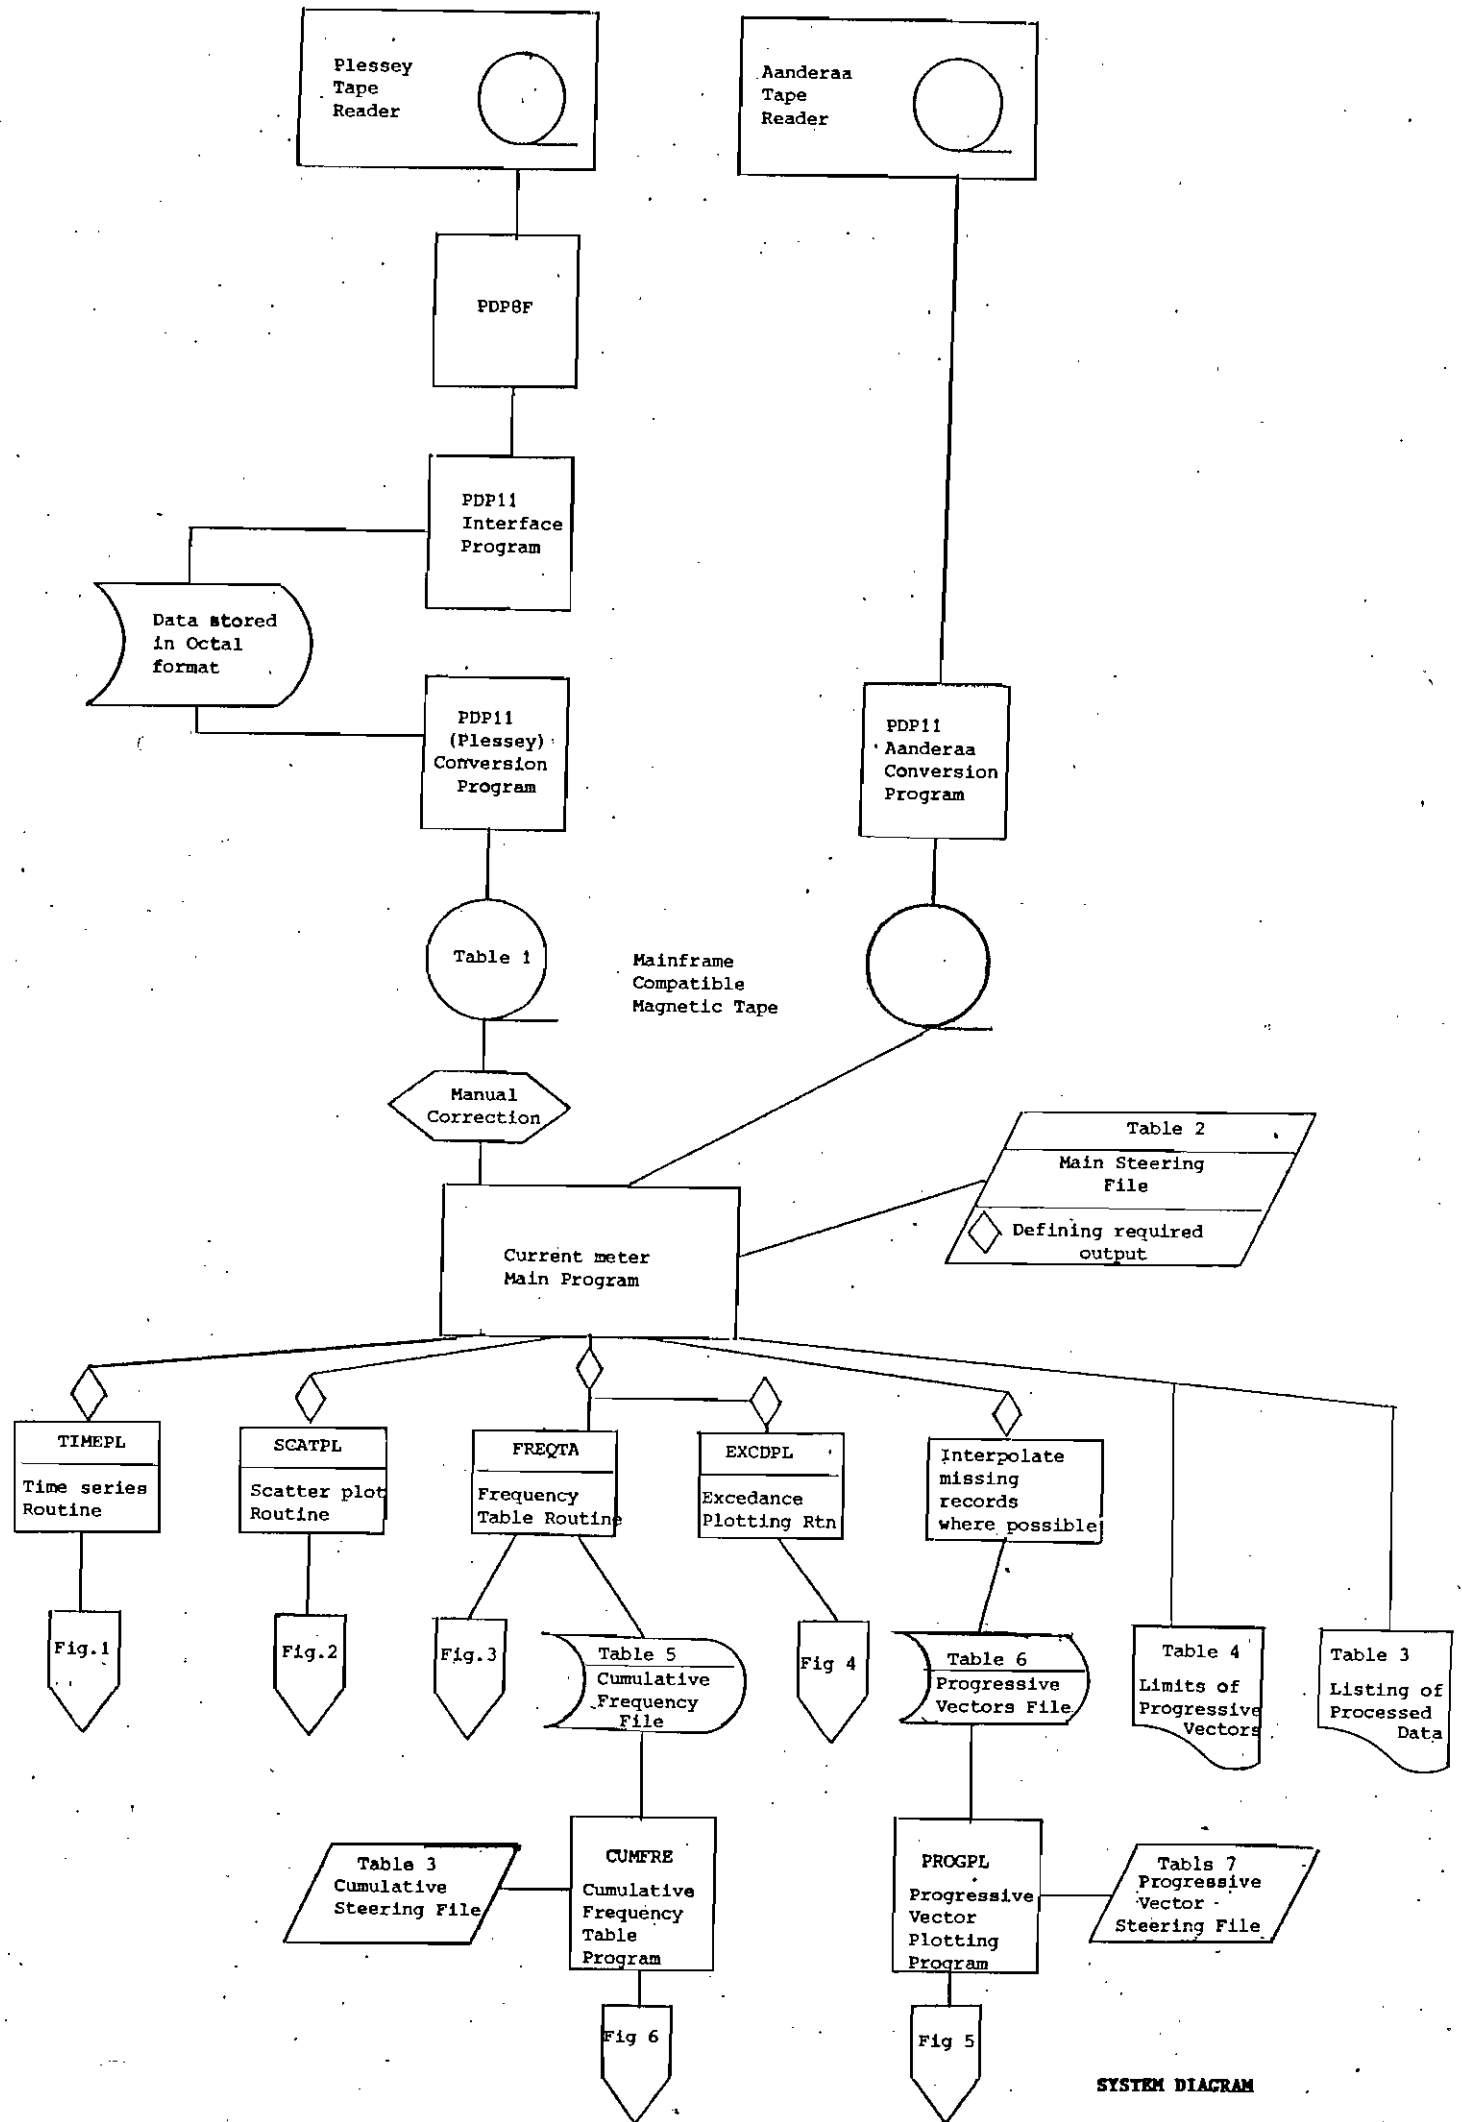 Plessey
Tape
Reader
Aanderaa
Tape
Reader
PDP8F
PDP11
Interface
Program
Data stored
in Octal
format
PDP11
(Plessey)
Conversion
Program
PDP11
Aanderaa
Conversion
Program
Table 1
Mainframe
Compatible
Magnetic Tape
Manual
Correction
Table 2
Main Steering
File
Defining required
output
Current meter
Main Program
TIMEPL
Time series
Routine
SCATPL
Scatter plot
Routine
FREQTA
Frequency
Table Routine
EXCDPL
Excedance
Plotting Rtn
Interpolate
missing
records
where possible
Fig.1
Fig.2
Fig.3
Table 5
Cumulative
Frequency
File
Fig 4
Table 6
Progressive
Vectors File
Table 4
Limits of
Progressive
Vectors
Table 3
Listing of
Processed
Data
Table 3
Cumulative
Steering File
CUMFRE
Cumulative
Frequency
Table
Program
PROGPL
Progressive
Vector
Plotting
Program
Tabls 7
Progressive
Vector
Steering File
Fig 6
Fig 5
SYSTEM DIAGRAM